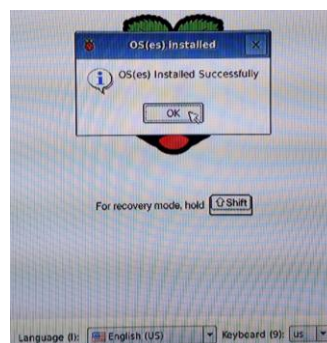 OS(es) Installed
OS(es) Installed Successfully
OK
For recovery mode, hold Shift
Language (l): English (US) Keyboard (9): us